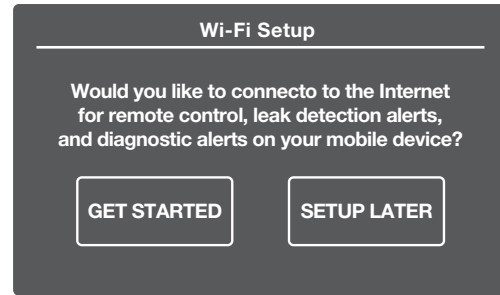 Wi-Fi Setup
Would you like to connecto to the Internet
for remote control, leak detection alerts,
and diagnostic alerts on your mobile device?
GET STARTED
SETUP LATER